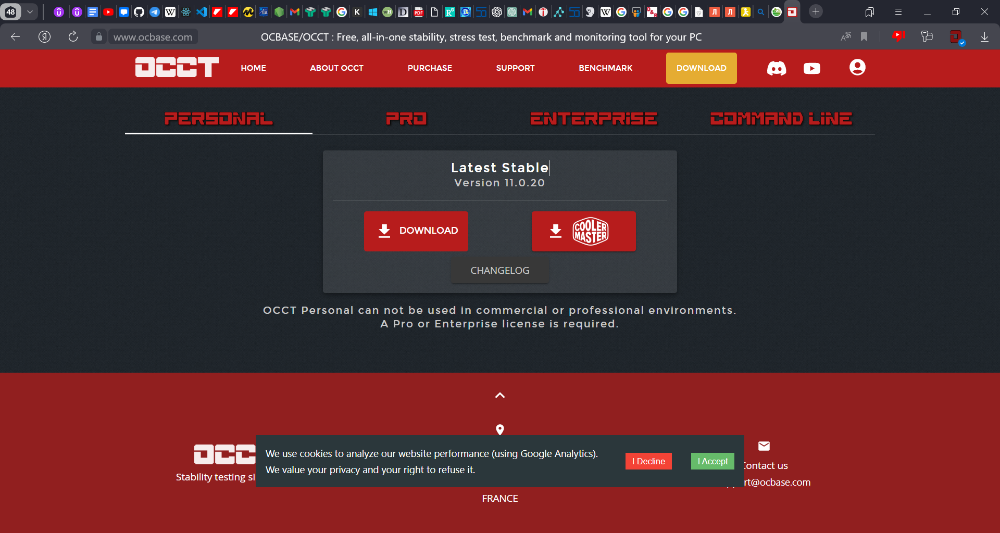 48
www.ocbase.com
OCBASE/OCCT : Free, all-in-one stability, stress test, benchmark and monitoring tool for your PC
OCCT
HOME
ABOUT OCCT
PURCHASE
SUPPORT
BENCHMARK
DOWNLOAD
PERSONAL
PRO
ENTERPRISE
COMMAND LINE
Latest Stable
Version 11.0.20
DOWNLOAD
COOLER MASTER
CHANGELOG
OCCT Personal can not be used in commercial or professional environments.
A Pro or Enterprise license is required.
OCC
Stability testing si
We use cookies to analyze our website performance (using Google Analytics).
We value your privacy and your right to refuse it.
I Decline
I Accept
FRANCE
ontact us
rt@ocbase.com